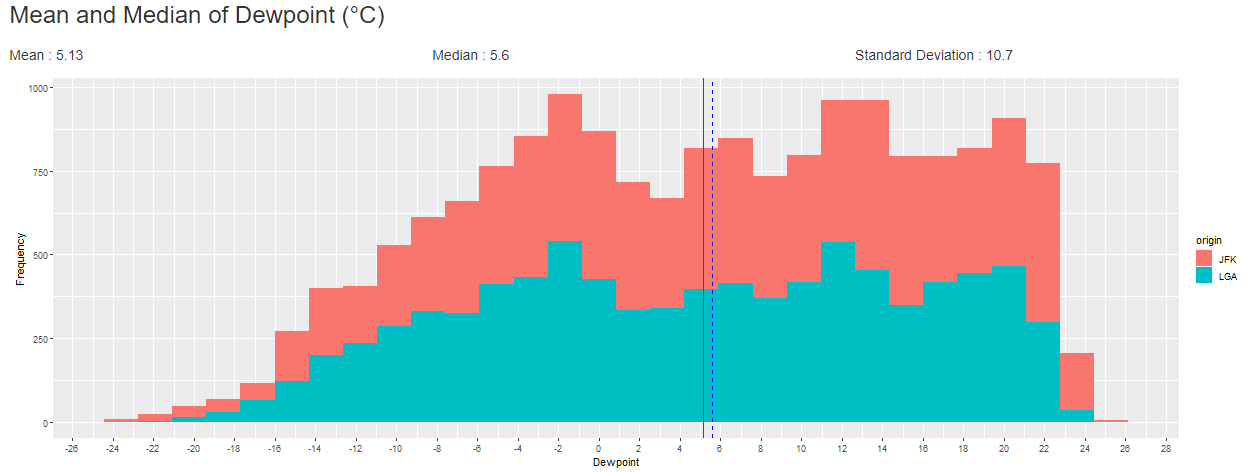 Mean and Median of Dewpoint (°C)
Mean : 5.13 Median : 5.6 Standard Deviation : 10.7
1000
750
500
250
0
Frequency
-26 -24 -22 -20 -18 -16 -14 -12 -10 -8 -6 -4 -2 0 2 4 6 8 10 12 14 16 18 20 22 24 26 28
Dewpoint
origin
JFK
LGA